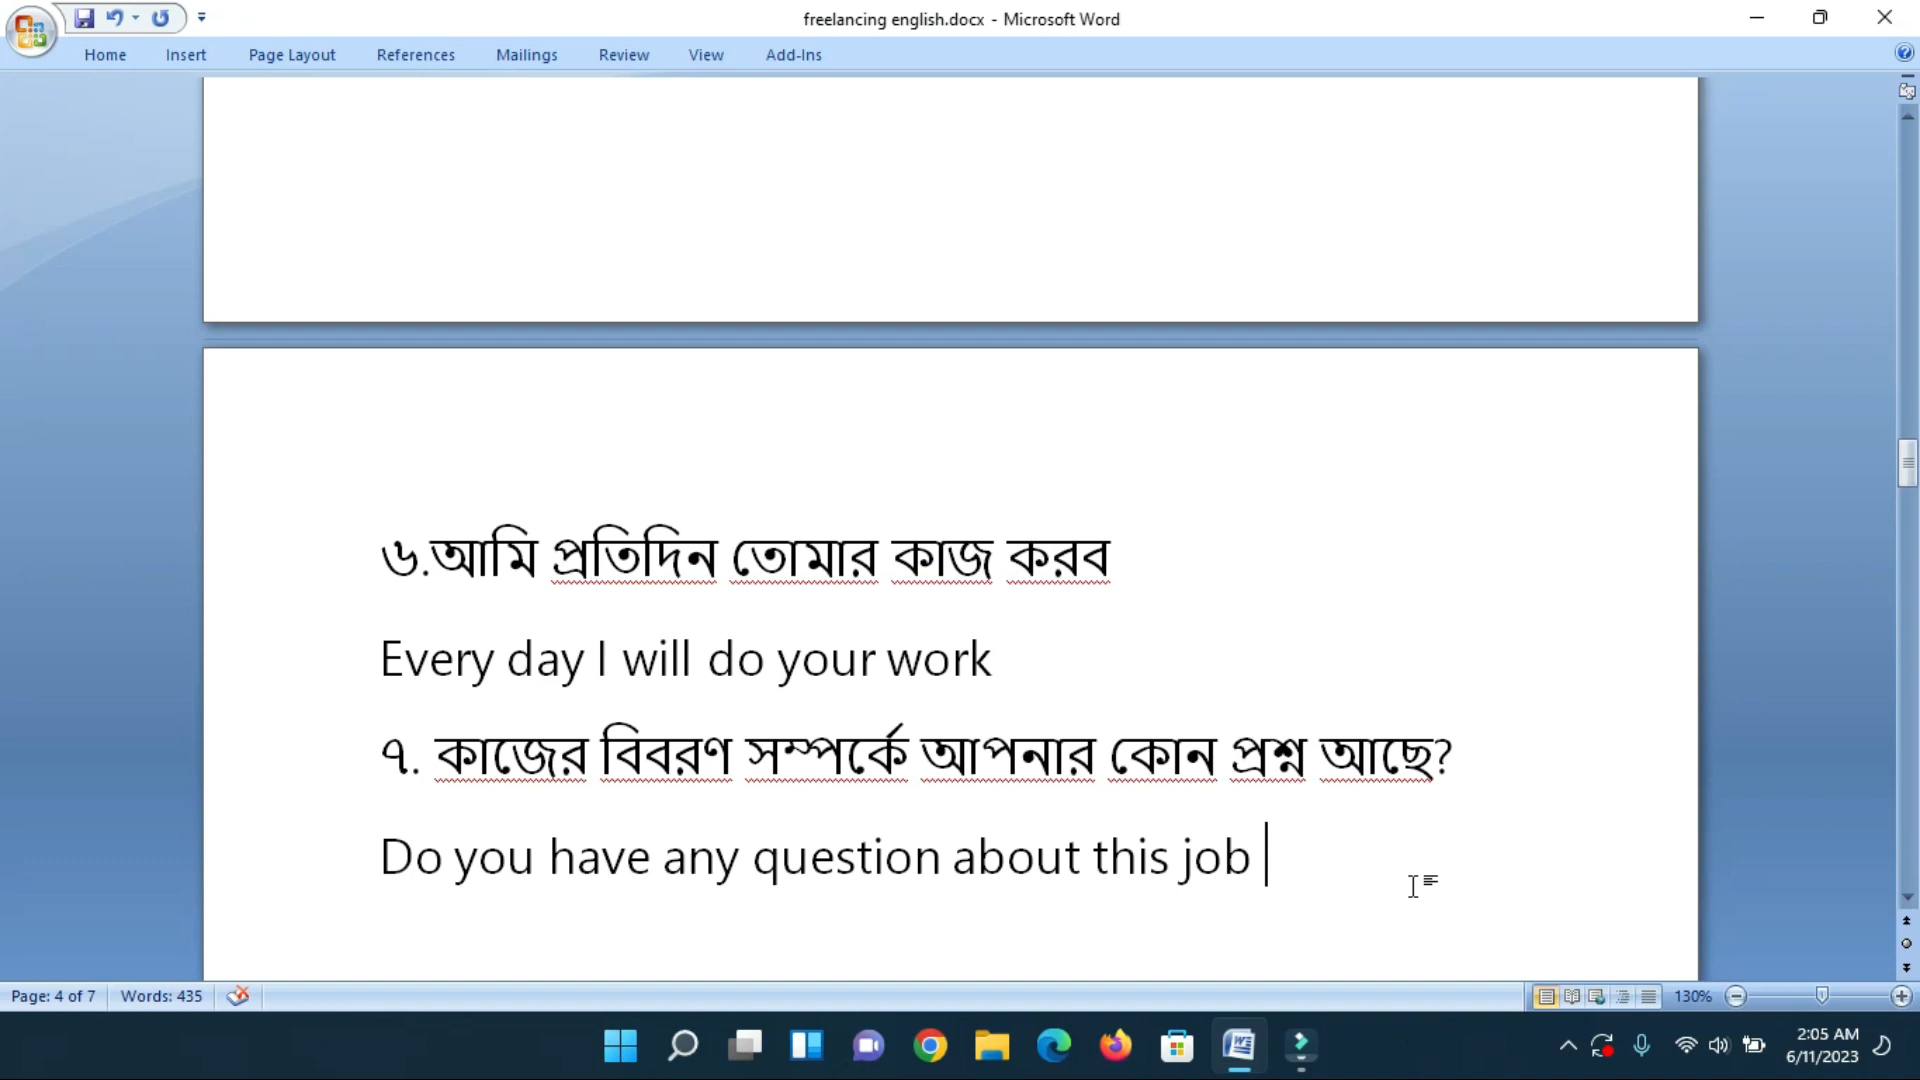 freelancing english.docx - Microsoft Word
Home Insert Page Layout References Mailings Review View Add-Ins
৬.আমি প্রতিদিন তোমার কাজ করব
Every day I will do your work
৭. কাজের বিবরণ সম্পর্কে আপনার কোন প্রশ্ন আছে?
Do you have any question about this job
Page: 4 of 7 Words: 435 130%
2:05 AM
6/11/2023